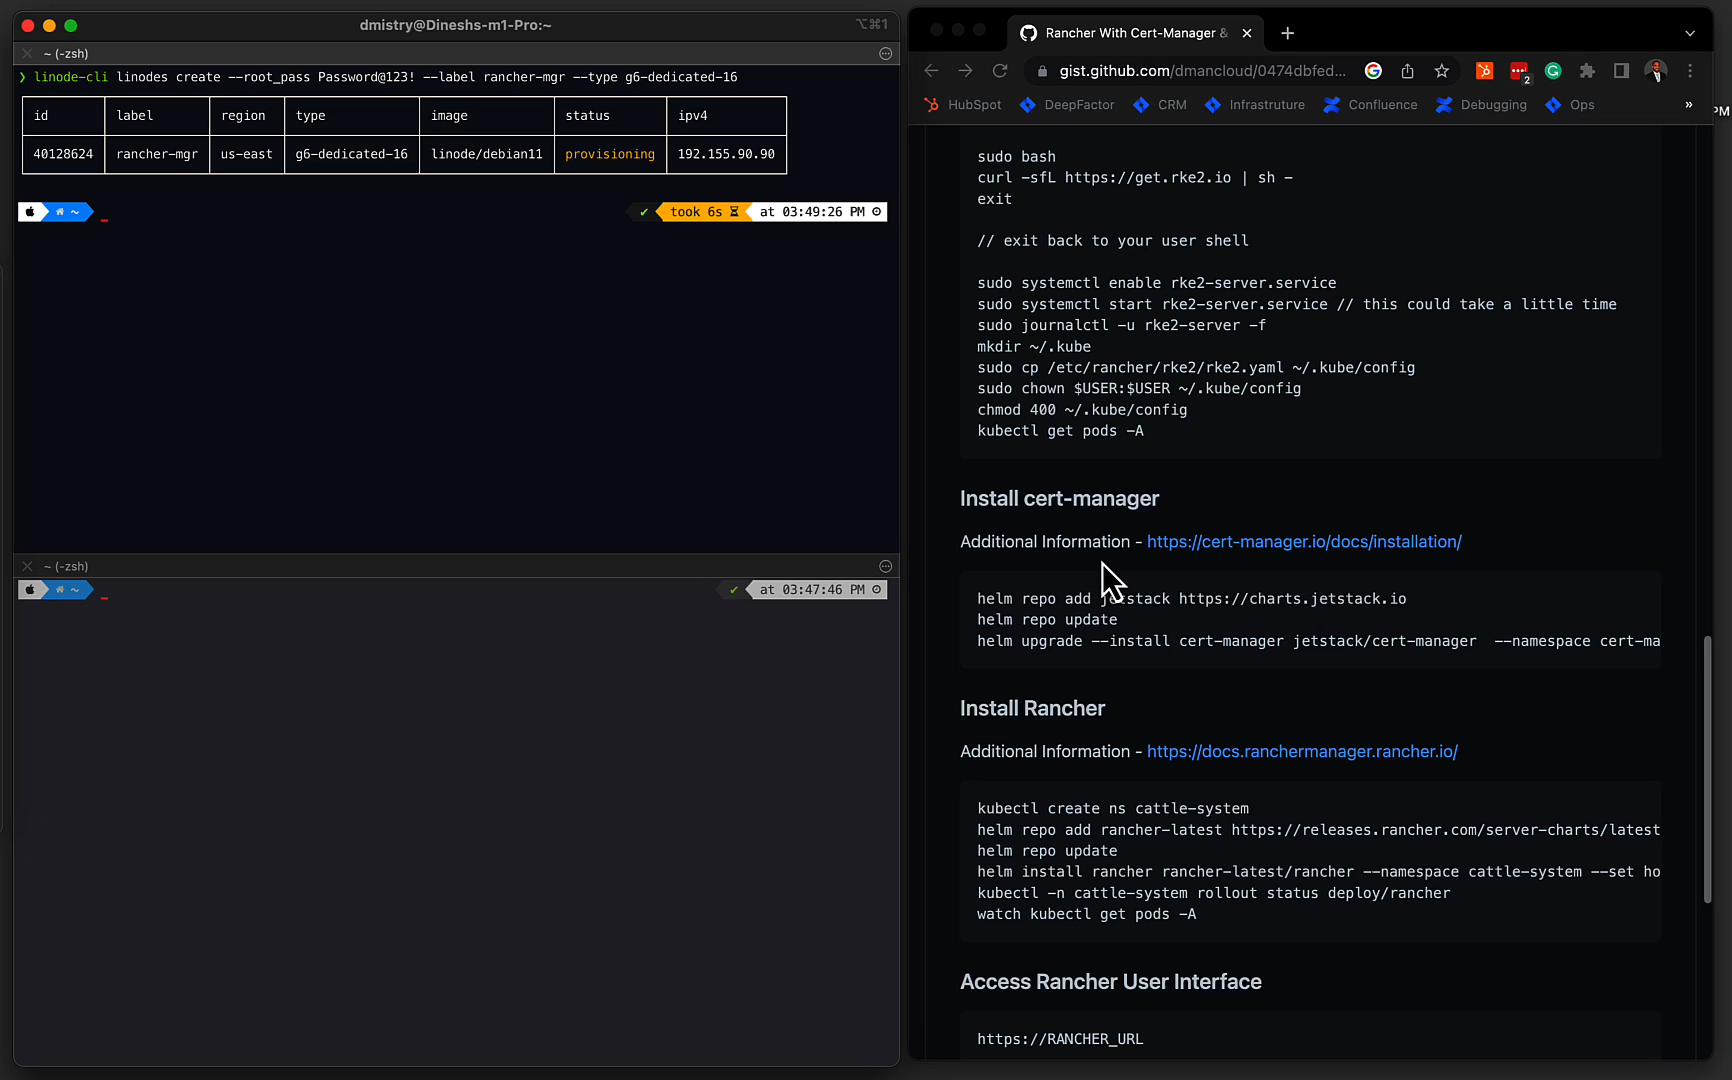 dmistry@Dineshs-m1-Pro:~
⌥⌘1
~ (-zsh)
❯ linode-cli linodes create --root_pass Password@123! --label rancher-mgr --type g6-dedicated-16
id label region type image status ipv4
40128624 rancher-mgr us-east g6-dedicated-16 linode/debian11 provisioning 192.155.90.90
~ ✔ took 6s at 03:49:26 PM
~ (-zsh)
~ ✔ at 03:47:46 PM
Rancher With Cert-Manager &
gist.github.com/dmancloud/0474dbfed...
2
HubSpot DeepFactor CRM Infrastruture Confluence Debugging Ops »
PM
sudo bash
curl -sfL https://get.rke2.io | sh -
exit
// exit back to your user shell
sudo systemctl enable rke2-server.service
sudo systemctl start rke2-server.service // this could take a little time
sudo journalctl -u rke2-server -f
mkdir ~/.kube
sudo cp /etc/rancher/rke2/rke2.yaml ~/.kube/config
sudo chown $USER:$USER ~/.kube/config
chmod 400 ~/.kube/config
kubectl get pods -A
Install cert-manager
Additional Information - https://cert-manager.io/docs/installation/
helm repo add jetstack https://charts.jetstack.io
helm repo update
helm upgrade --install cert-manager jetstack/cert-manager --namespace cert-ma
Install Rancher
Additional Information - https://docs.ranchermanager.rancher.io/
kubectl create ns cattle-system
helm repo add rancher-latest https://releases.rancher.com/server-charts/latest
helm repo update
helm install rancher rancher-latest/rancher --namespace cattle-system --set ho
kubectl -n cattle-system rollout status deploy/rancher
watch kubectl get pods -A
Access Rancher User Interface
https://RANCHER_URL